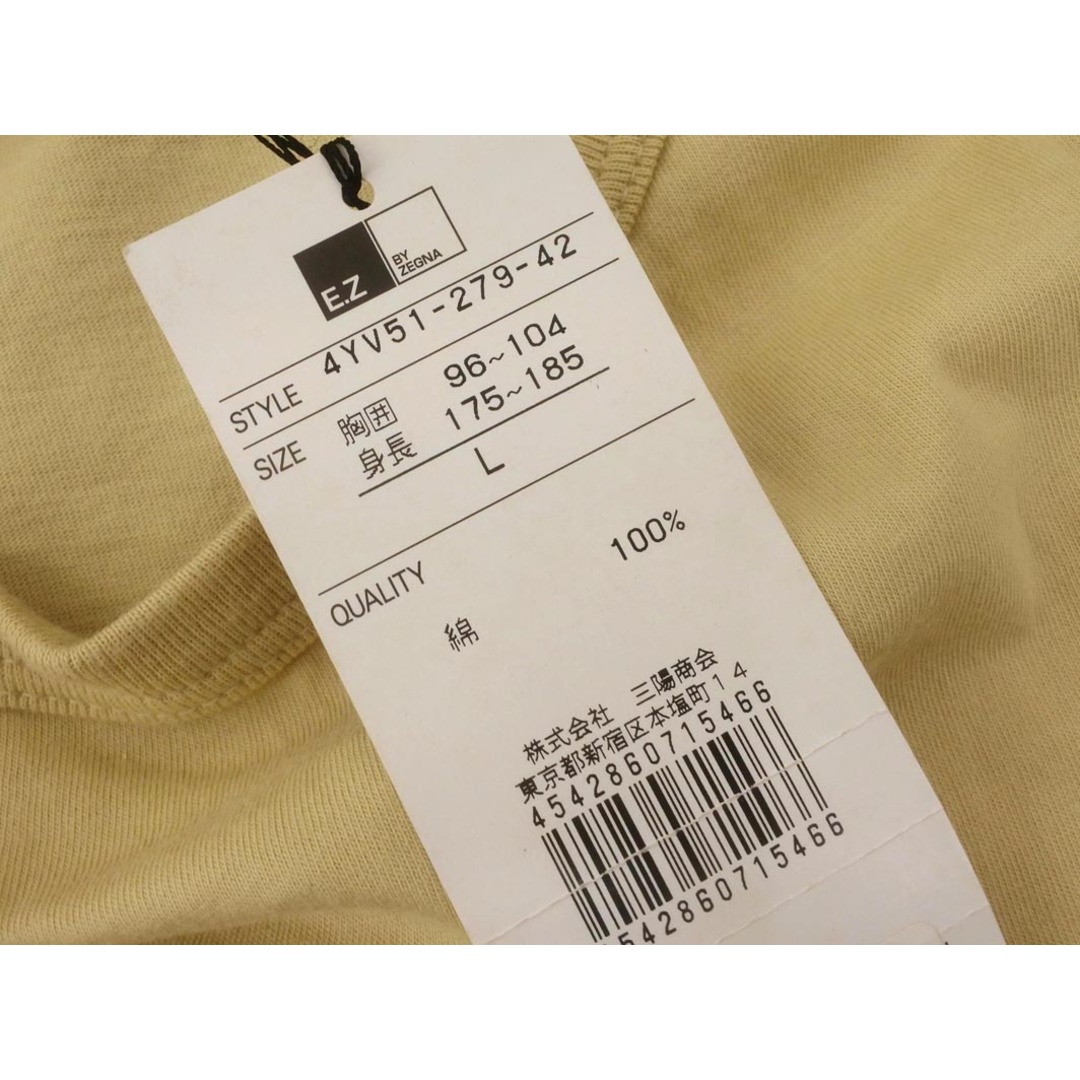 E.Z BY ZEGNA
STYLE 4YV51-279-42
SIZE 胸囲 96~104
身長 175~185
L
QUALITY
綿 100%
株式会社 三陽商会
東京都新宿区本塩町14
4542860715466
4542860715466